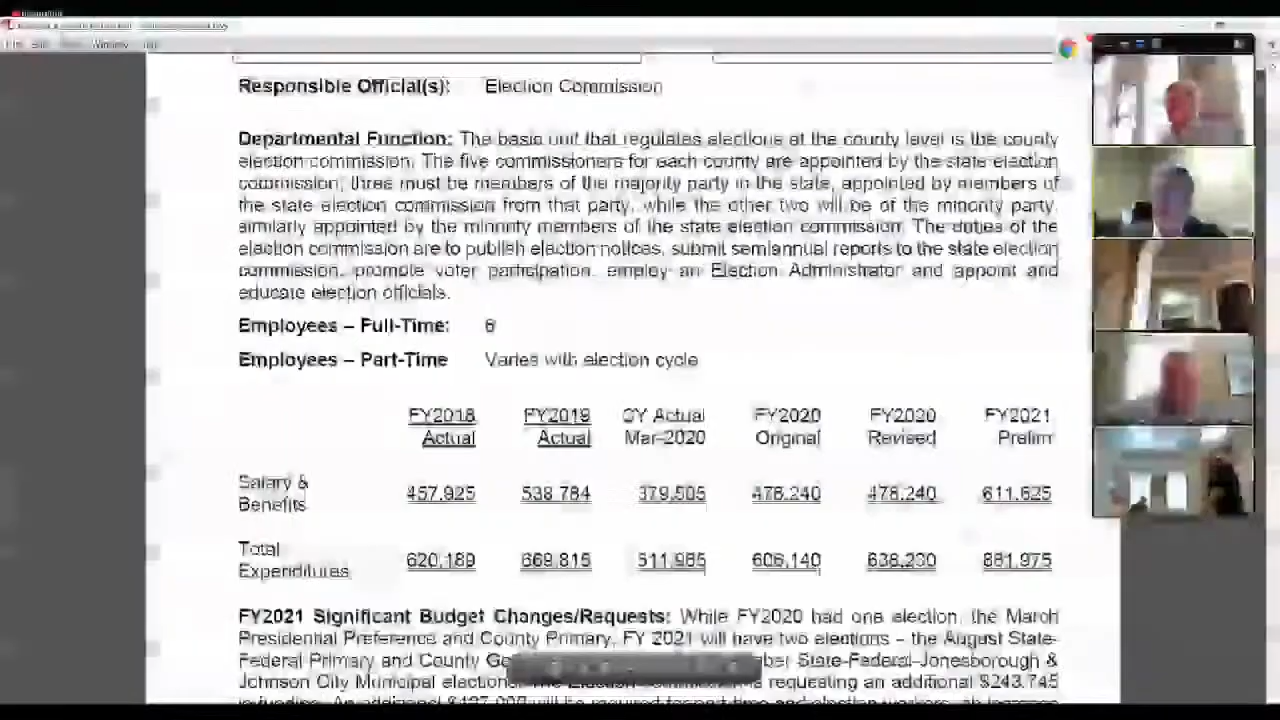 Window
Responsible Official(s): Election Commission
Departmental Function: The basic unit that regulates elections at the county level is the county
election commission. The five commissioners for each county are appointed by the state election
commission; three must be members of the majority party in the state, appointed by members of
the state election commission from that party, while the other two will be of the minority party,
similarly appointed by the minority members of the state election commission. The duties of the
election commission are to publish election notices, submit semiannual reports to the state election
commission, promote voter participation, employ an Election Administrator and appoint and
educate election officials.
Employees – Full-Time: 6
Employees – Part-Time Varies with election cycle
FY2018 FY2019 CY Actual FY2020 FY2020 FY2021
Actual Actual Mar-2020 Original Revised Prelim
Salary &
Benefits 457,925 538,784 379,505 478,240 478,240 611,625
Total
Expenditures 620,189 669,815 511,985 606,140 638,230 881,975
FY2021 Significant Budget Changes/Requests: While FY2020 had one election, the March
Presidential Preference and County Primary, FY 2021 will have two elections – the August State-
Federal Primary and County State-Federal-Jonesborough &
Johnson City Municipal requesting an additional $243,745